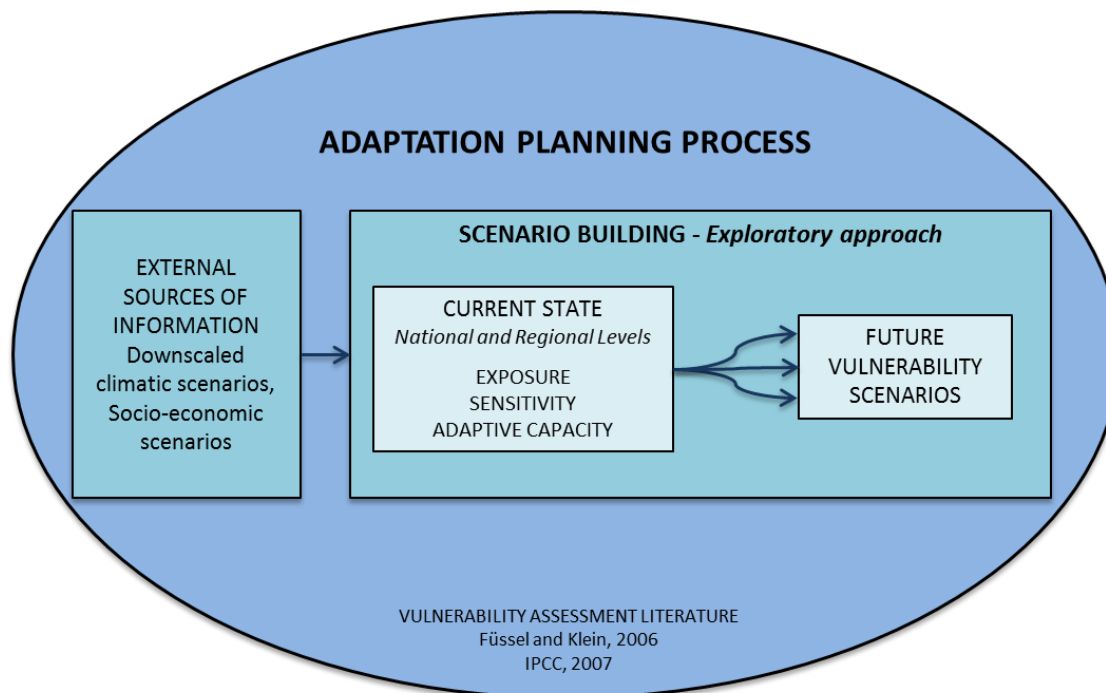 ADAPTATION PLANNING PROCESS
EXTERNAL
SOURCES OF
INFORMATION
Downscaled
climatic scenarios,
Socio-economic
scenarios
SCENARIO BUILDING - Exploratory approach
CURRENT STATE
National and Regional Levels
EXPOSURE
SENSITIVITY
ADAPTIVE CAPACITY
FUTURE
VULNERABILITY
SCENARIOS
VULNERABILITY ASSESSMENT LITERATURE
Füssel and Klein, 2006
IPCC, 2007